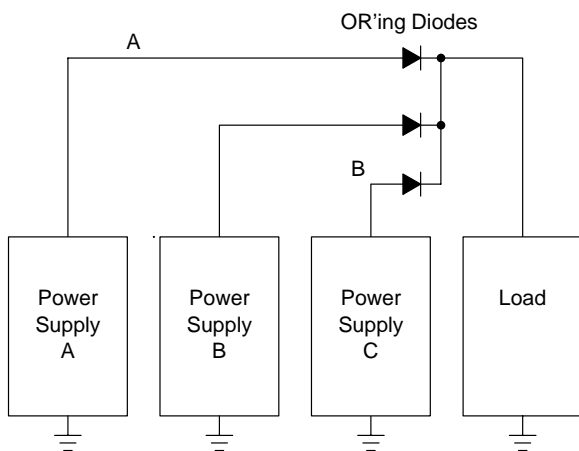 OR'ing Diodes
A
B
Power
Supply
A
Power
Supply
B
Power
Supply
C
Load